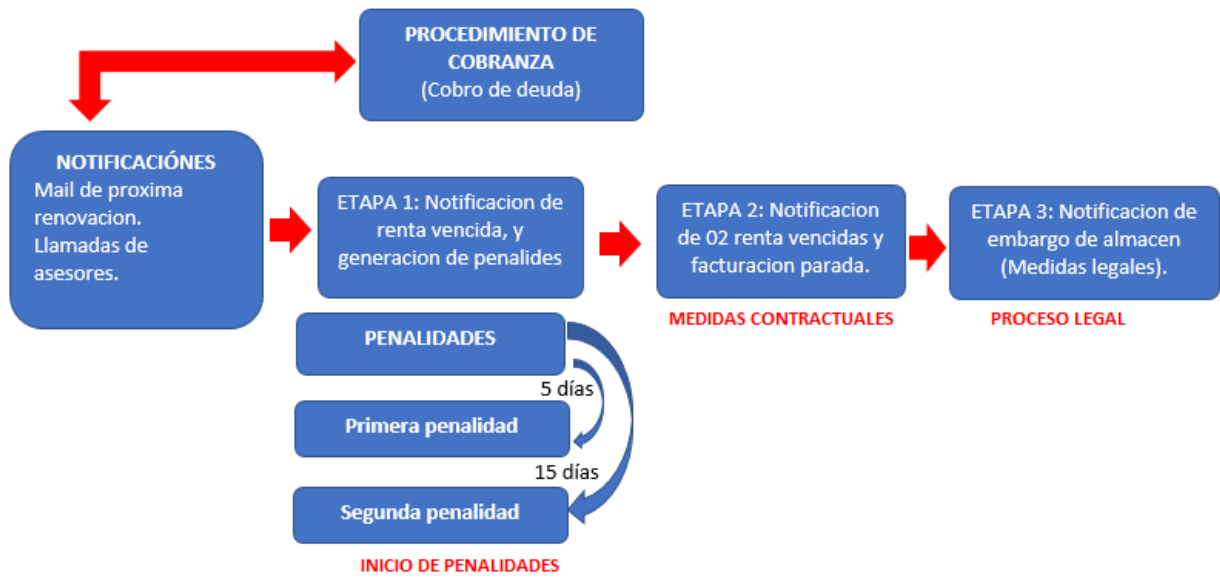 PROCEDIMIENTO DE
COBRANZA
(Cobro de deuda)
NOTIFICACIÓNES
Mail de proxima
renovacion.
Llamadas de
asesores.
ETAPA 1: Notificacion de
renta vencida, y
generacion de penalides
ETAPA 2: Notificacion
de 02 renta vencidas y
facturacion parada.
ETAPA 3: Notificacion de
embargo de almacen
(Medidas legales).
MEDIDAS CONTRACTUALES
PROCESO LEGAL
PENALIDADES
5 días
Primera penalidad
15 días
Segunda penalidad
INICIO DE PENALIDADES